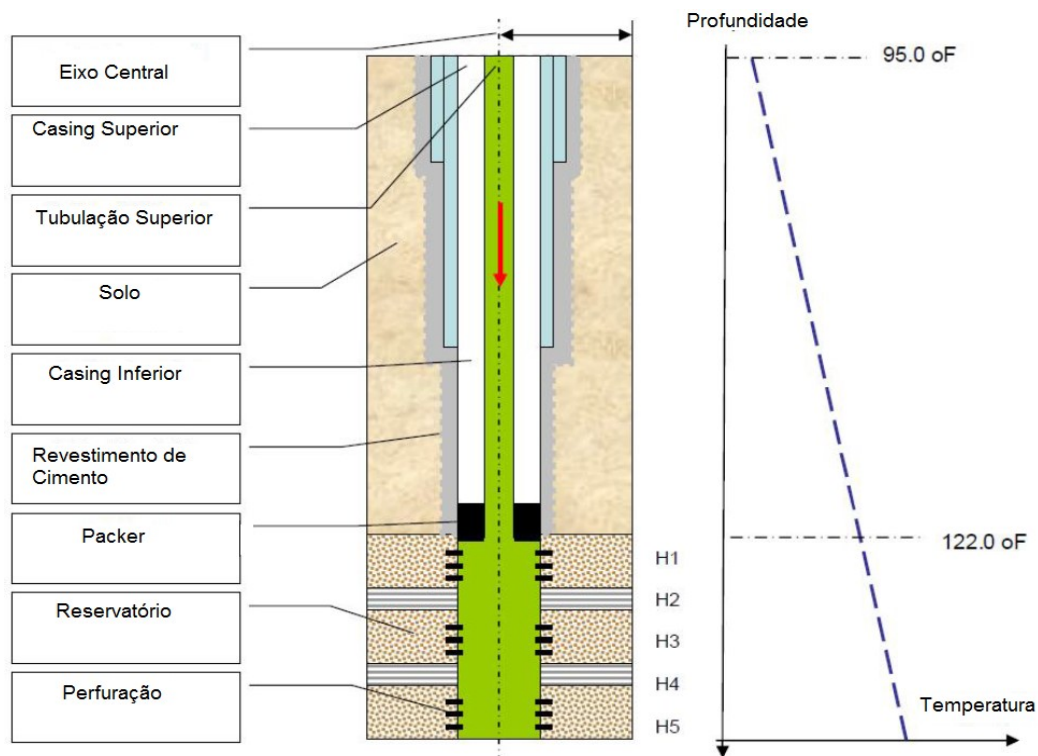 Eixo Central
Casing Superior
Tubulação Superior
Solo
Casing Inferior
Revestimento de
Cimento
Packer
Reservatório
Perfuração
H1
H2
H3
H4
H5
Profundidade
95.0 oF
122.0 oF
Temperatura